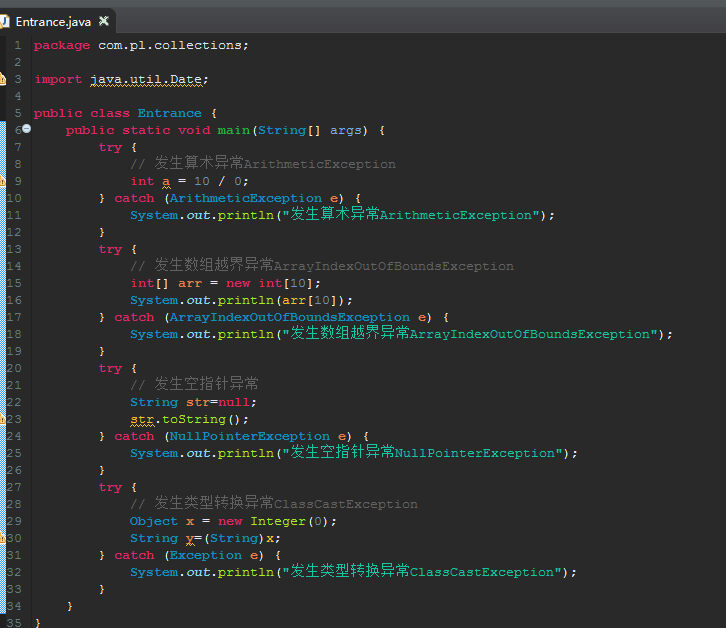 Entrance.java
1 package com.pl.collections;
2
3 import java.util.Date;
4
5 public class Entrance {
6 public static void main(String[] args) {
7 try {
8 // 发生算术异常ArithmeticException
9 int a = 10 / 0;
10 } catch (ArithmeticException e) {
11 System.out.println("发生算术异常ArithmeticException");
12 }
13 try {
14 // 发生数组越界异常ArrayIndexOutOfBoundsException
15 int[] arr = new int[10];
16 System.out.println(arr[10]);
17 } catch (ArrayIndexOutOfBoundsException e) {
18 System.out.println("发生数组越界异常ArrayIndexOutOfBoundsException");
19 }
20 try {
21 // 发生空指针异常
22 String str=null;
23 str.toString();
24 } catch (NullPointerException e) {
25 System.out.println("发生空指针异常NullPointerException");
26 }
27 try {
28 // 发生类型转换异常ClassCastException
29 Object x = new Integer(0);
30 String y=(String)x;
31 } catch (Exception e) {
32 System.out.println("发生类型转换异常ClassCastException");
33 }
34 }
35 }